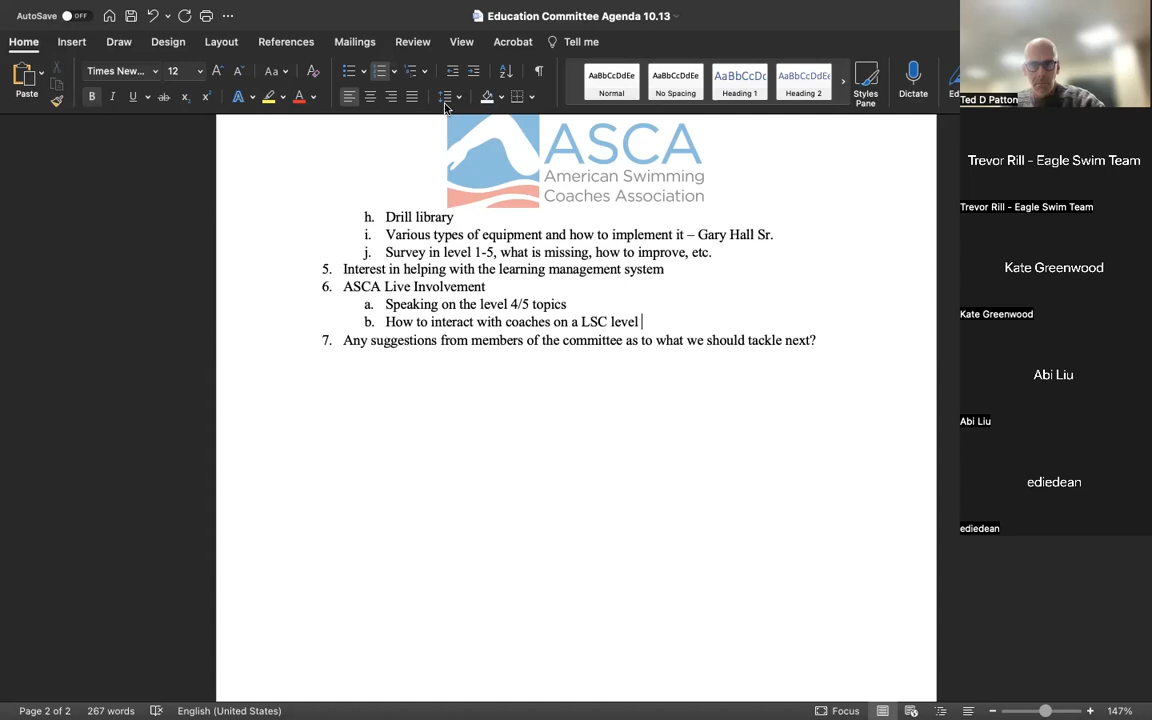 AutoSave OFF
Education Committee Agenda 10.13
Home Insert Draw Design Layout References Mailings Review View Acrobat Tell me
Paste
Times New... 12
Aa
AaBbCcDdEe AaBbCcDdEe AaBbCcDc AaBbCcDdEe
Normal No Spacing Heading 1 Heading 2
Styles Pane
Dictate
ASCA
American Swimming
Coaches Association
h. Drill library
i. Various types of equipment and how to implement it – Gary Hall Sr.
j. Survey in level 1-5, what is missing, how to improve, etc.
5. Interest in helping with the learning management system
6. ASCA Live Involvement
a. Speaking on the level 4/5 topics
b. How to interact with coaches on a LSC level
7. Any suggestions from members of the committee as to what we should tackle next?
Page 2 of 2 267 words English (United States) Focus 147%
Ted D Patton
Trevor Rill - Eagle Swim Team
Trevor Rill - Eagle Swim Team
Kate Greenwood
Kate Greenwood
Abi Liu
Abi Liu
ediedean
ediedean